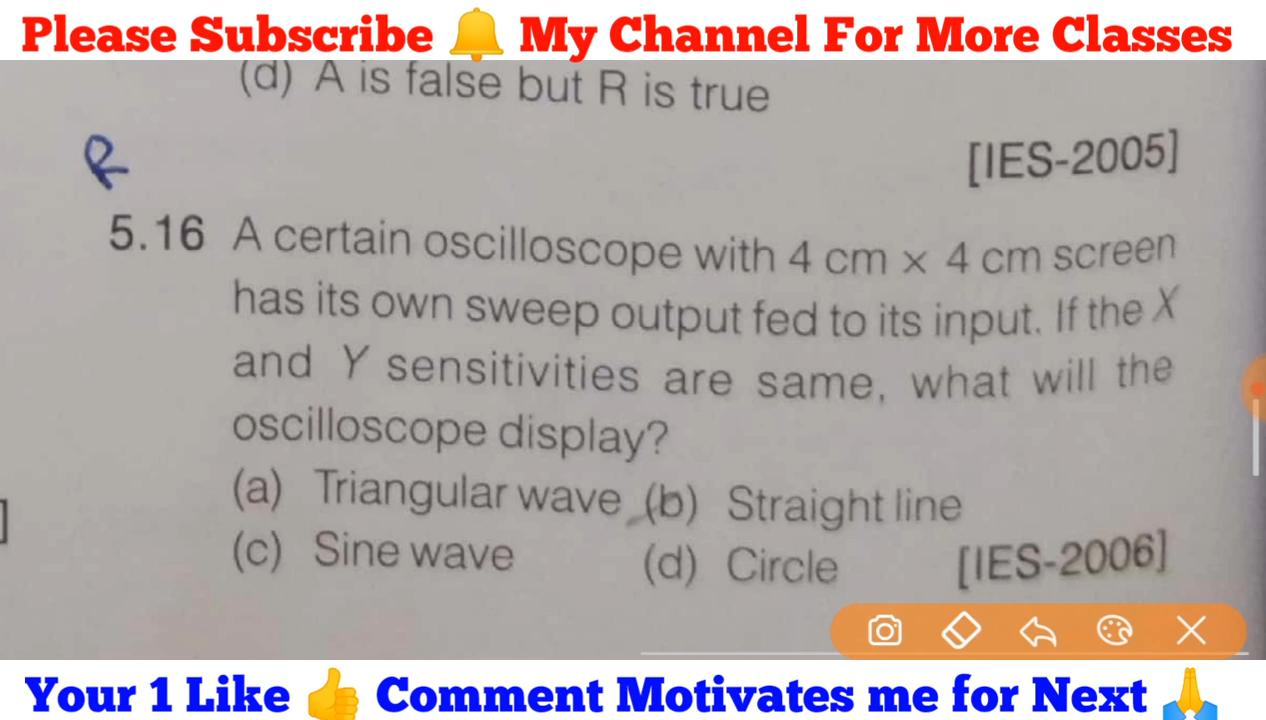 Please Subscribe 🔔 My Channel For More Classes
(d) A is false but R is true
[IES-2005]
R
5.16 A certain oscilloscope with 4 cm × 4 cm screen
has its own sweep output fed to its input. If the X
and Y sensitivities are same, what will the
oscilloscope display?
(a) Triangular wave (b) Straight line
(c) Sine wave (d) Circle [IES-2006]
]
Your 1 Like 👍 Comment Motivates me for Next 🙏